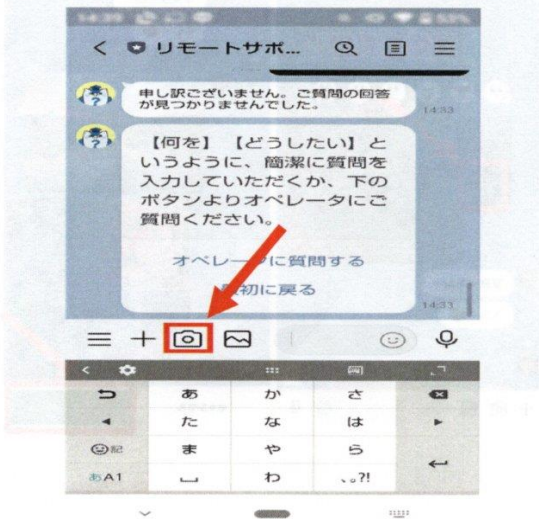 リモートサポ...
申し訳ございません。ご質問の回答
が見つかりませんでした。
14:33
【何を】【どうしたい】と
いうように、簡潔に質問を
入力していただくか、下の
ボタンよりオペレータにご
質問ください。
オペレ に質問する
初に戻る
14:33
あ か さ
た な は
記 ま や ら
あA1 わ 、。?!